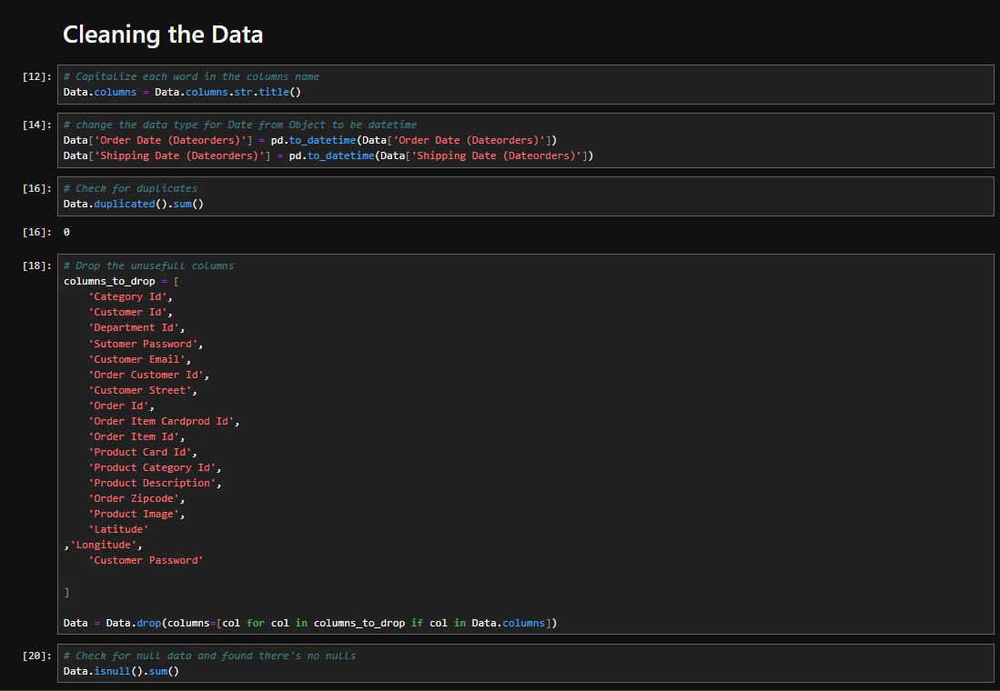 Cleaning the Data
[12]:
# Capitalize each word in the columns name
Data.columns = Data.columns.str.title()
[14]:
# change the data type for Date from Object to be datetime
Data['Order Date (Dateorders)'] = pd.to_datetime(Data['Order Date (Dateorders)'])
Data['Shipping Date (Dateorders)'] = pd.to_datetime(Data['Shipping Date (Dateorders)'])
[16]:
# Check for duplicates
Data.duplicated().sum()
[16]: 0
[18]:
# Drop the unusefull columns
columns_to_drop = [
    'Category Id',
    'Customer Id',
    'Department Id',
    'Sutomer Password',
    'Customer Email',
    'Order Customer Id',
    'Customer Street',
    'Order Id',
    'Order Item Cardprod Id',
    'Order Item Id',
    'Product Card Id',
    'Product Category Id',
    'Product Description',
    'Order Zipcode',
    'Product Image',
    'Latitude'
,'Longitude',
    'Customer Password'
]
Data = Data.drop(columns=[col for col in columns_to_drop if col in Data.columns])
[20]:
# Check for null data and found there's no nulls
Data.isnull().sum()